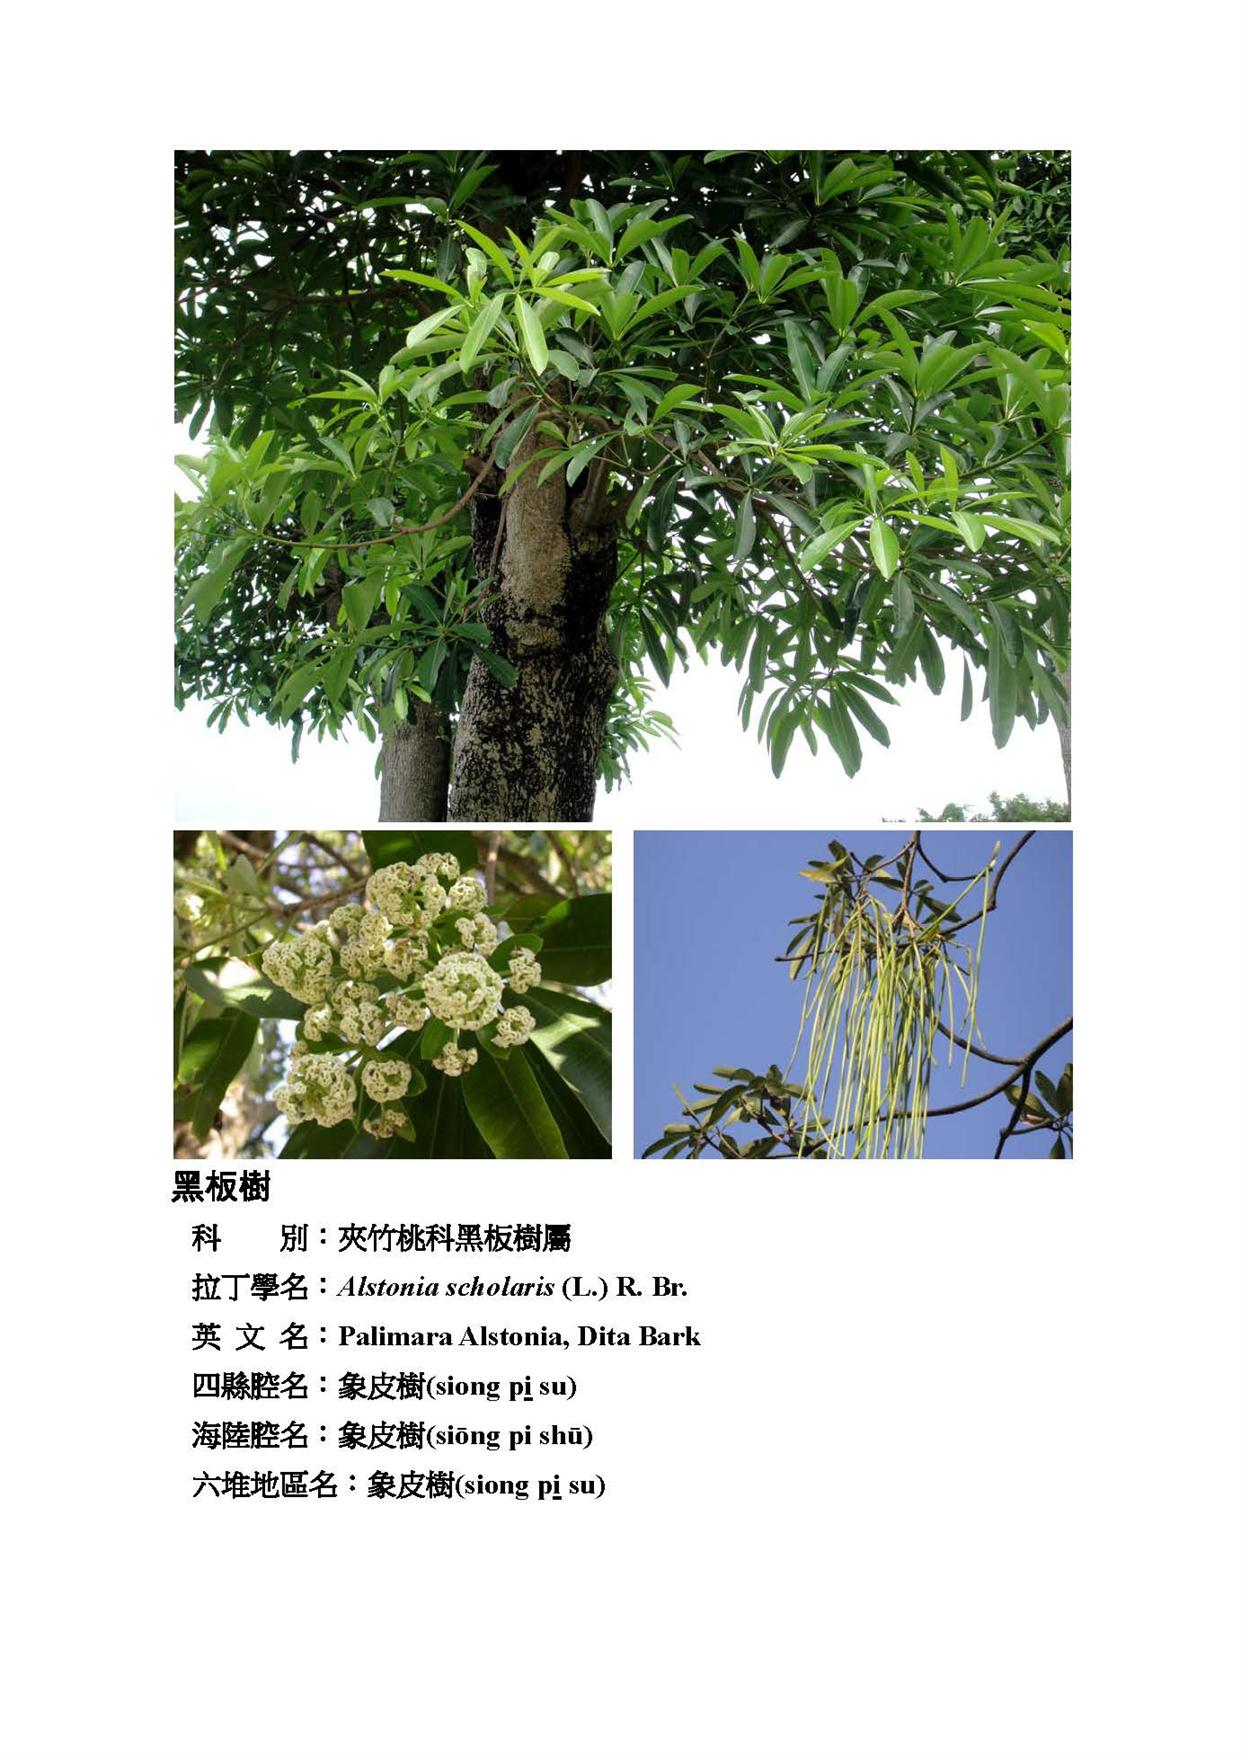 黑板樹
科　　別：夾竹桃科黑板樹屬
拉丁學名：Alstonia scholaris (L.) R. Br.
英 文 名：Palimara Alstonia, Dita Bark
四縣腔名：象皮樹(siong pi̲ su)
海陸腔名：象皮樹(siōng pi shū)
六堆地區名：象皮樹(siong pi̲ su)